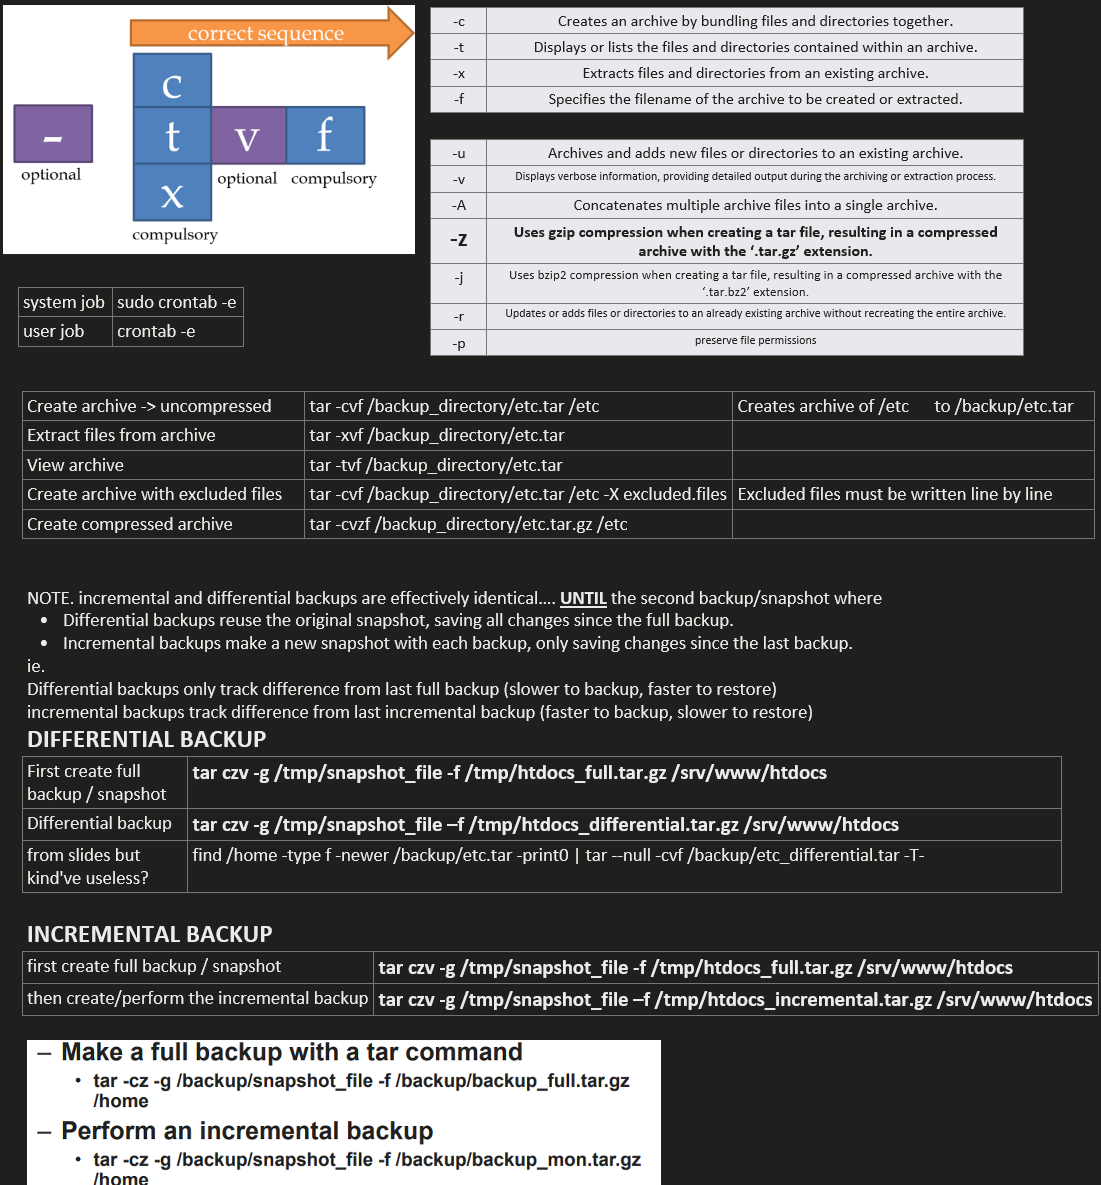 correct sequence
c
-
t
v
f
optional
optional
compulsory
x
compulsory
-c Creates an archive by bundling files and directories together.
-t Displays or lists the files and directories contained within an archive.
-x Extracts files and directories from an existing archive.
-f Specifies the filename of the archive to be created or extracted.
-u Archives and adds new files or directories to an existing archive.
-v Displays verbose information, providing detailed output during the archiving or extraction process.
-A Concatenates multiple archive files into a single archive.
-z Uses gzip compression when creating a tar file, resulting in a compressed
archive with the ‘.tar.gz’ extension.
-j Uses bzip2 compression when creating a tar file, resulting in a compressed archive with the
‘.tar.bz2’ extension.
-r Updates or adds files or directories to an already existing archive without recreating the entire archive.
-p preserve file permissions
system job sudo crontab -e
user job crontab -e
Create archive -> uncompressed tar -cvf /backup_directory/etc.tar /etc Creates archive of /etc to /backup/etc.tar
Extract files from archive tar -xvf /backup_directory/etc.tar
View archive tar -tvf /backup_directory/etc.tar
Create archive with excluded files tar -cvf /backup_directory/etc.tar /etc -X excluded.files Excluded files must be written line by line
Create compressed archive tar -cvzf /backup_directory/etc.tar.gz /etc
NOTE. incremental and differential backups are effectively identical.... UNTIL the second backup/snapshot where
• Differential backups reuse the original snapshot, saving all changes since the full backup.
• Incremental backups make a new snapshot with each backup, only saving changes since the last backup.
ie.
Differential backups only track difference from last full backup (slower to backup, faster to restore)
incremental backups track difference from last incremental backup (faster to backup, slower to restore)
DIFFERENTIAL BACKUP
First create full
backup / snapshot
tar czv -g /tmp/snapshot_file -f /tmp/htdocs_full.tar.gz /srv/www/htdocs
Differential backup tar czv -g /tmp/snapshot_file –f /tmp/htdocs_differential.tar.gz /srv/www/htdocs
from slides but
kind've useless?
find /home -type f -newer /backup/etc.tar -print0 | tar --null -cvf /backup/etc_differential.tar -T-
INCREMENTAL BACKUP
first create full backup / snapshot tar czv -g /tmp/snapshot_file -f /tmp/htdocs_full.tar.gz /srv/www/htdocs
then create/perform the incremental backup tar czv -g /tmp/snapshot_file –f /tmp/htdocs_incremental.tar.gz /srv/www/htdocs
– Make a full backup with a tar command
• tar -cz -g /backup/snapshot_file -f /backup/backup_full.tar.gz
/home
– Perform an incremental backup
• tar -cz -g /backup/snapshot_file -f /backup/backup_mon.tar.gz
/home